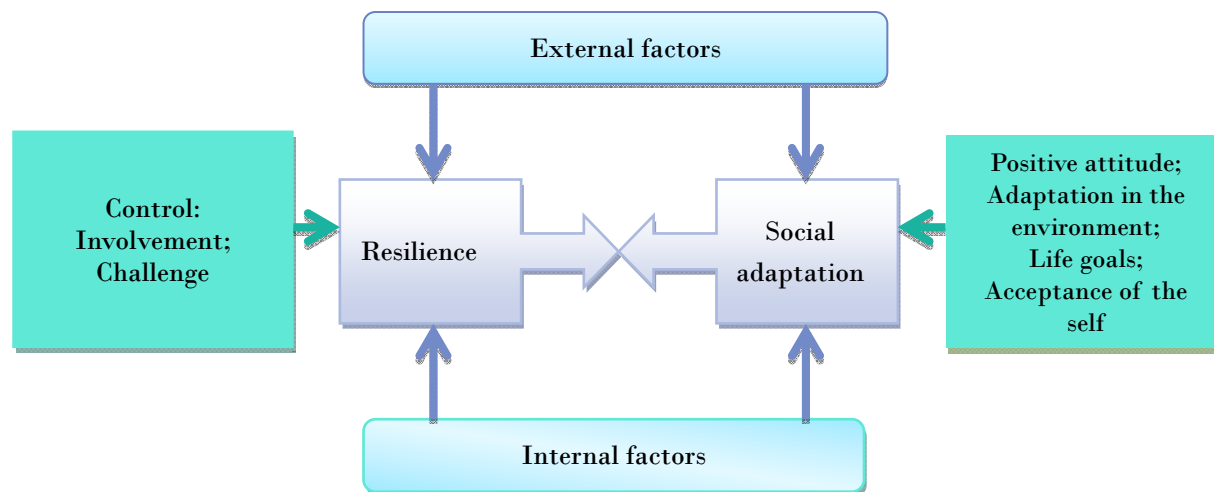 External factors
Control:
Involvement;
Challenge
Resilience
Social
adaptation
Positive attitude;
Adaptation in the
environment;
Life goals;
Acceptance of the
self
Internal factors